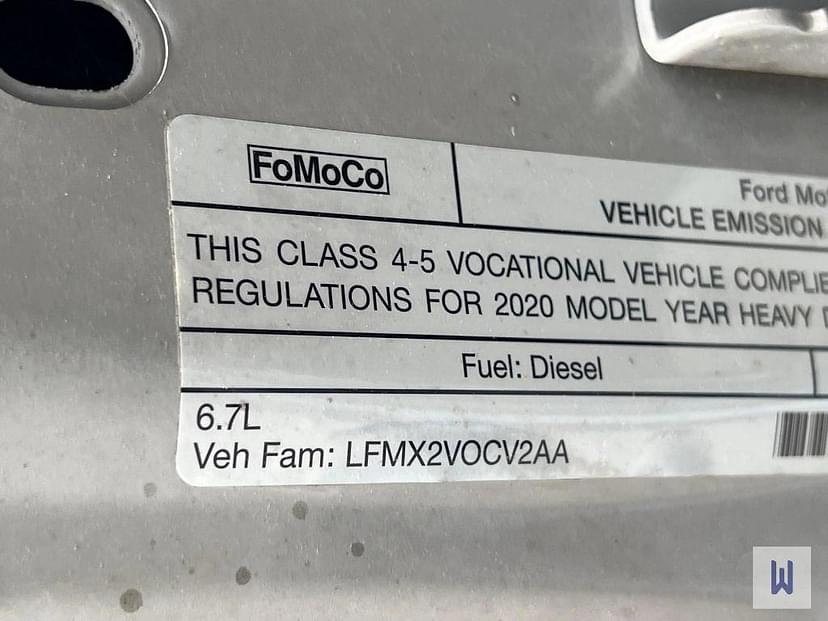 FoMoCo
Ford Mo
VEHICLE EMISSION
THIS CLASS 4-5 VOCATIONAL VEHICLE COMPLIE
REGULATIONS FOR 2020 MODEL YEAR HEAVY
Fuel: Diesel
6.7L
Veh Fam: LFMX2VOCV2AA
W